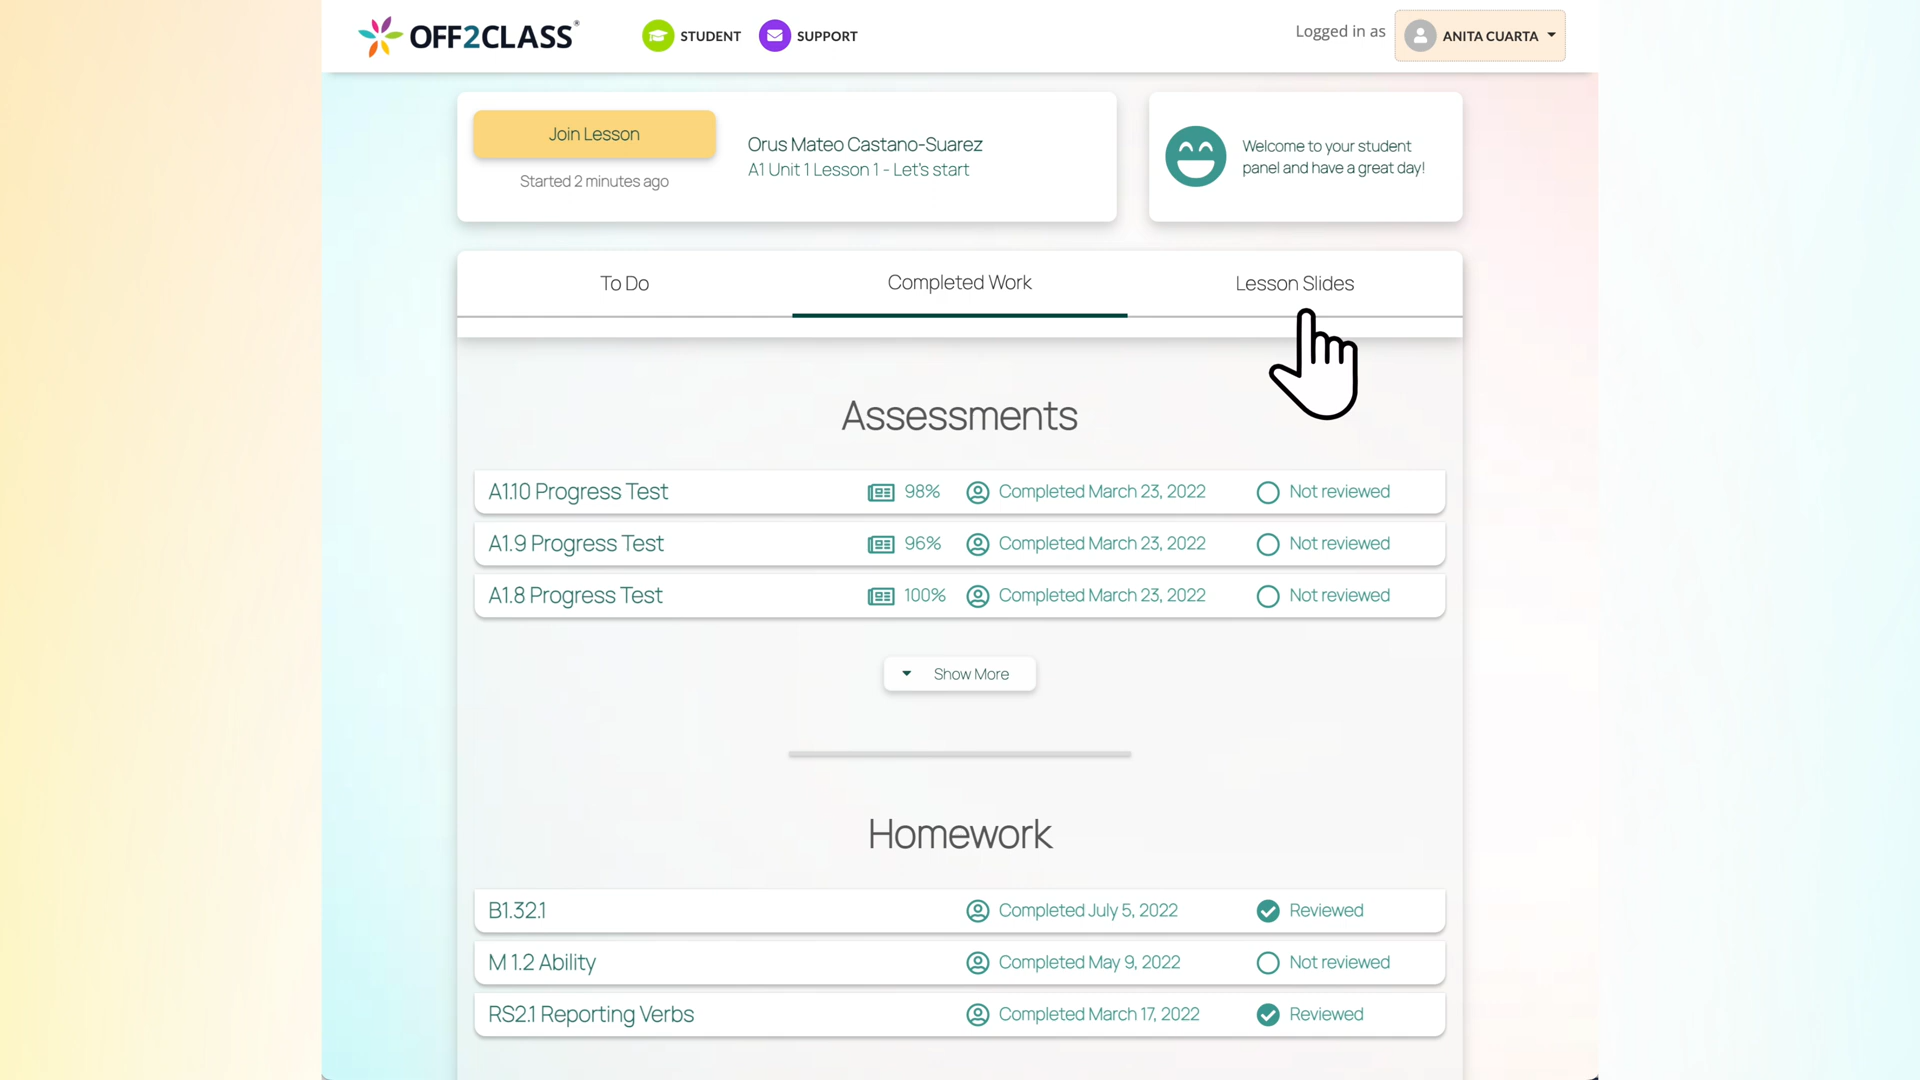 OFF2CLASS®
STUDENT
SUPPORT
Logged in as
ANITA CUARTA
Join Lesson
Started 2 minutes ago
Orus Mateo Castano-Suarez
A1 Unit 1 Lesson 1 - Let's start
Welcome to your student
panel and have a great day!
To Do
Completed Work
Lesson Slides
Assessments
A1.10 Progress Test 98% Completed March 23, 2022 Not reviewed
A1.9 Progress Test 96% Completed March 23, 2022 Not reviewed
A1.8 Progress Test 100% Completed March 23, 2022 Not reviewed
Show More
Homework
B1.32.1 Completed July 5, 2022 Reviewed
M 1.2 Ability Completed May 9, 2022 Not reviewed
RS2.1 Reporting Verbs Completed March 17, 2022 Reviewed